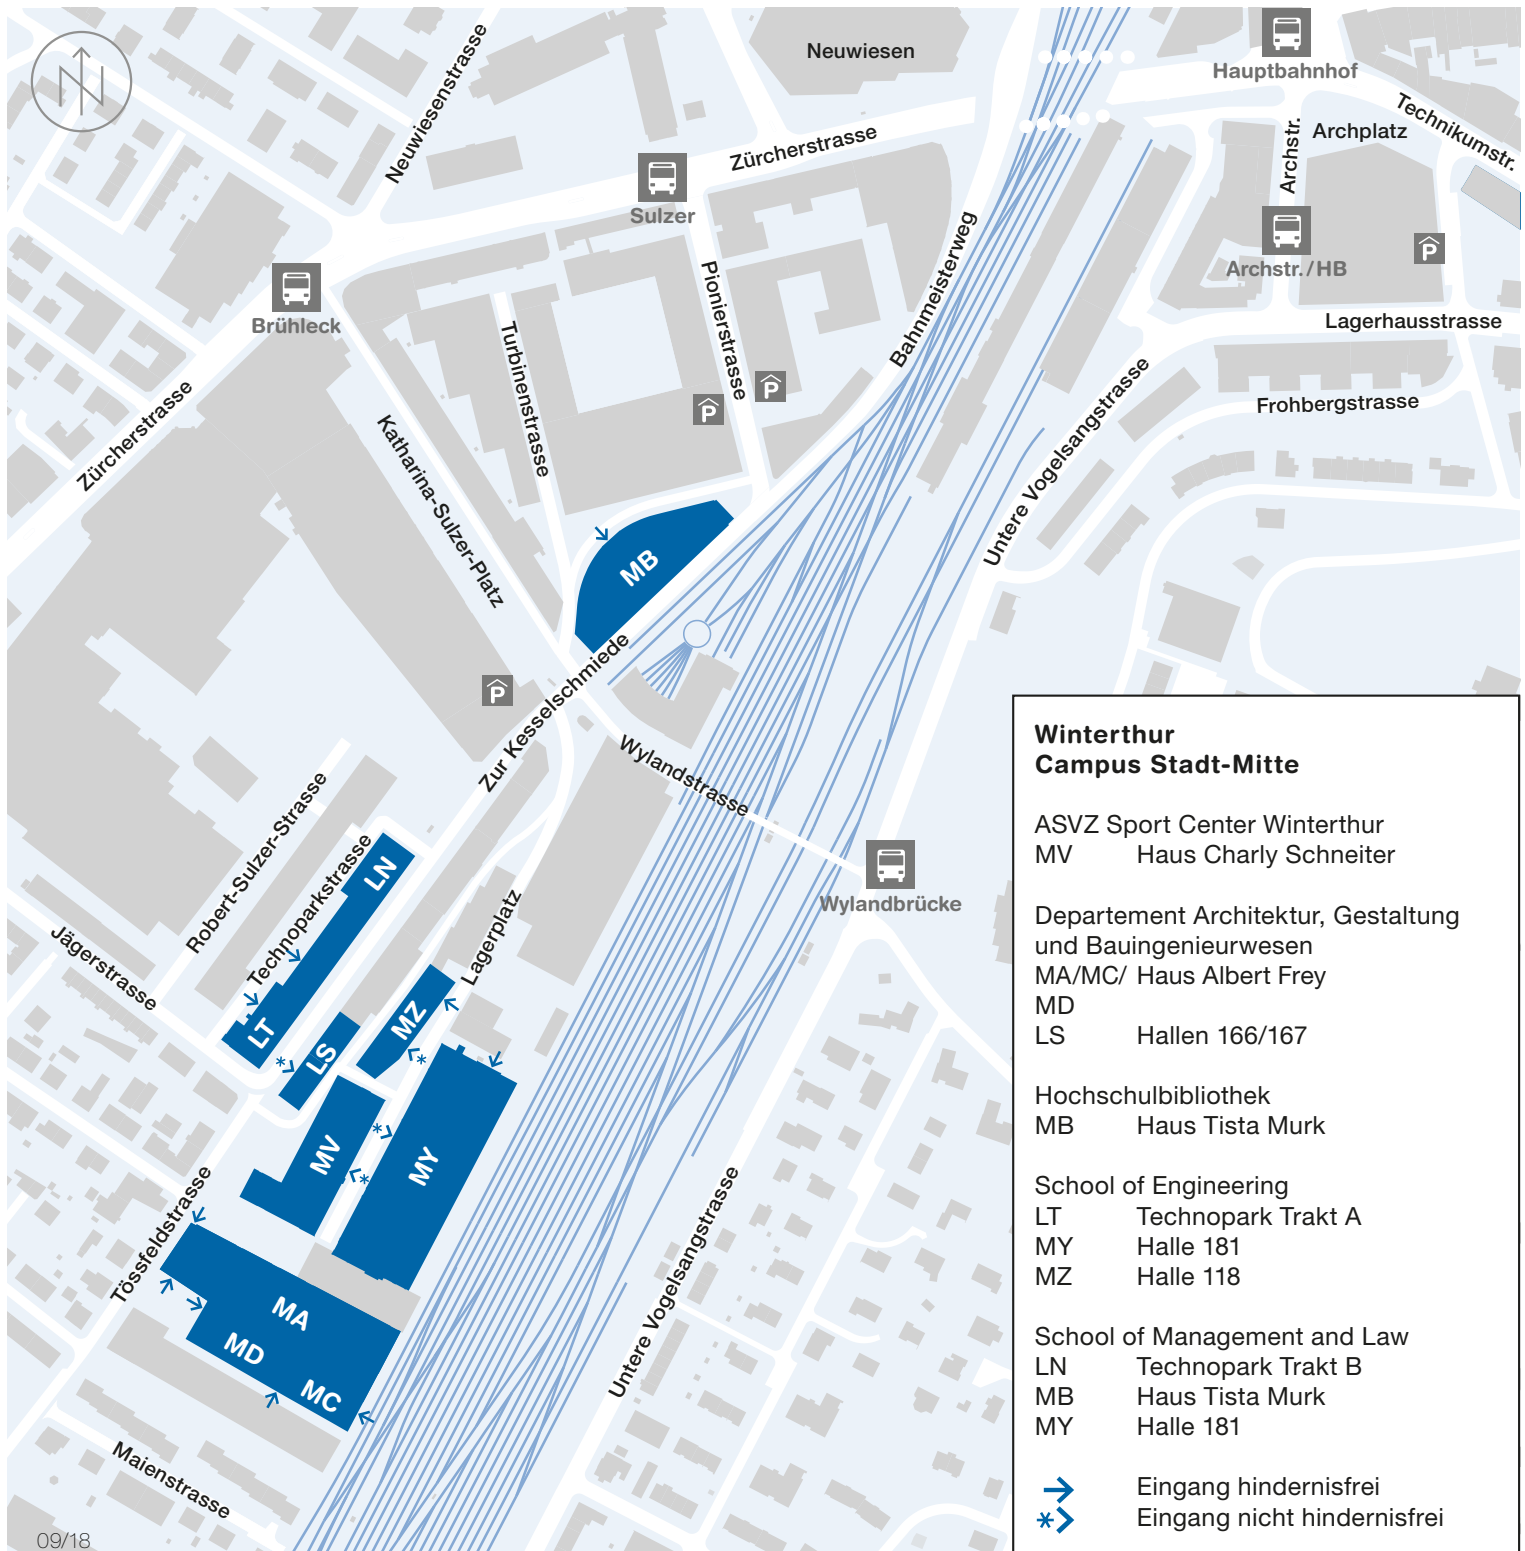 N
Neuwiesen
Hauptbahnhof
Neuwiesenstrasse
Technikumstr.
Archplatz
Archstr.
Zürcherstrasse
Sulzer
Archstr./HB
P
Bahnmeisterweg
Pionierstrasse
Brühleck
Lagerhausstrasse
Turbinenstrasse
P
P
Frohbergstrasse
Zürcherstrasse
Katharina-Sulzer-Platz
Untere Vogelsangstrasse
MB
P
Zur Kesselschmiede
Wylandstrasse
Wylandbrücke
Robert-Sulzer-Strasse
Technoparkstrasse
LN
Lagerplatz
Jägerstrasse
LT
LS
MZ
MV
MY
Tössfeldstrasse
Untere Vogelsangstrasse
MA
MD
MC
Maienstrasse
09/18
Winterthur
Campus Stadt-Mitte
ASVZ Sport Center Winterthur
MV Haus Charly Schneiter
Departement Architektur, Gestaltung
und Bauingenieurwesen
MA/MC/ Haus Albert Frey
MD
LS Hallen 166/167
Hochschulbibliothek
MB Haus Tista Murk
School of Engineering
LT Technopark Trakt A
MY Halle 181
MZ Halle 118
School of Management and Law
LN Technopark Trakt B
MB Haus Tista Murk
MY Halle 181
Eingang hindernisfrei
* Eingang nicht hindernisfrei